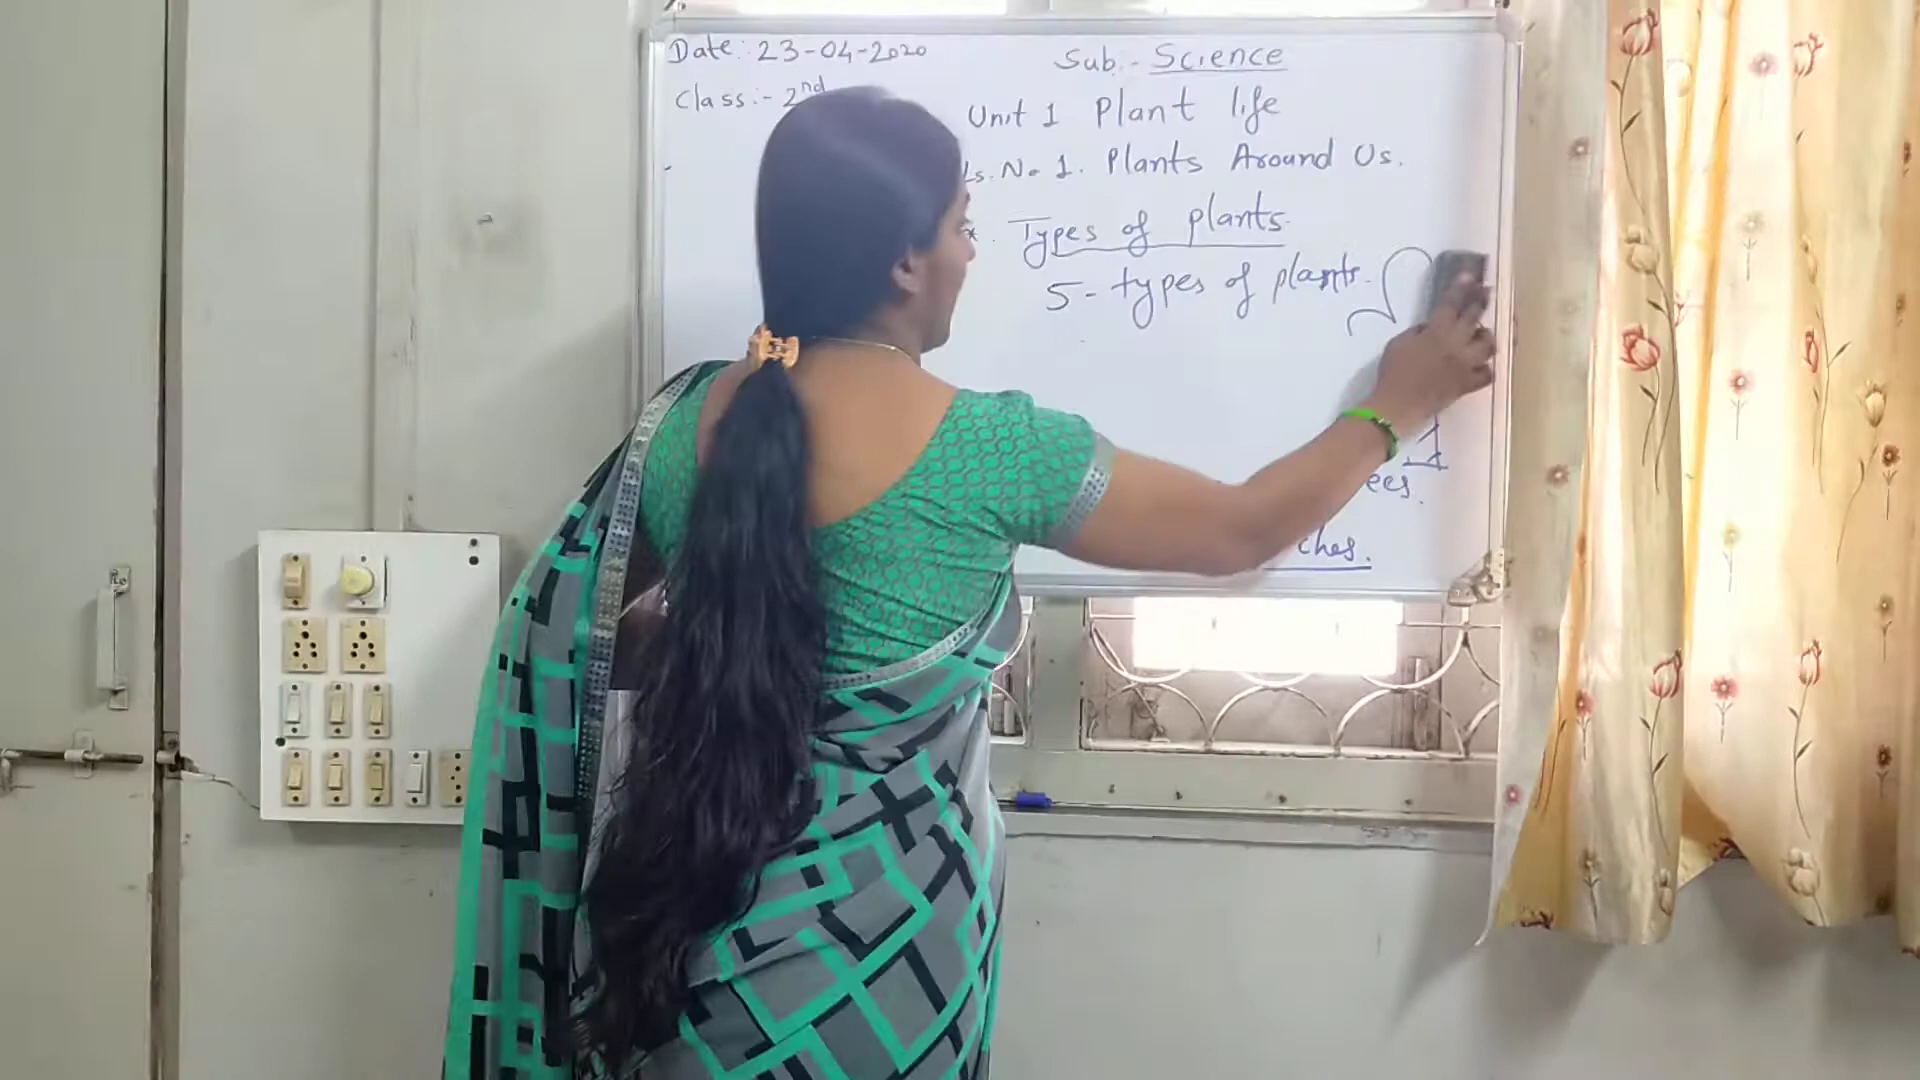 Date:- 23-04-2020
Sub:- Science
Class:- 2nd
Unit 1 Plant life
Ls. No 1. Plants Around Us.
*. Types of plants.
5- types of plants.